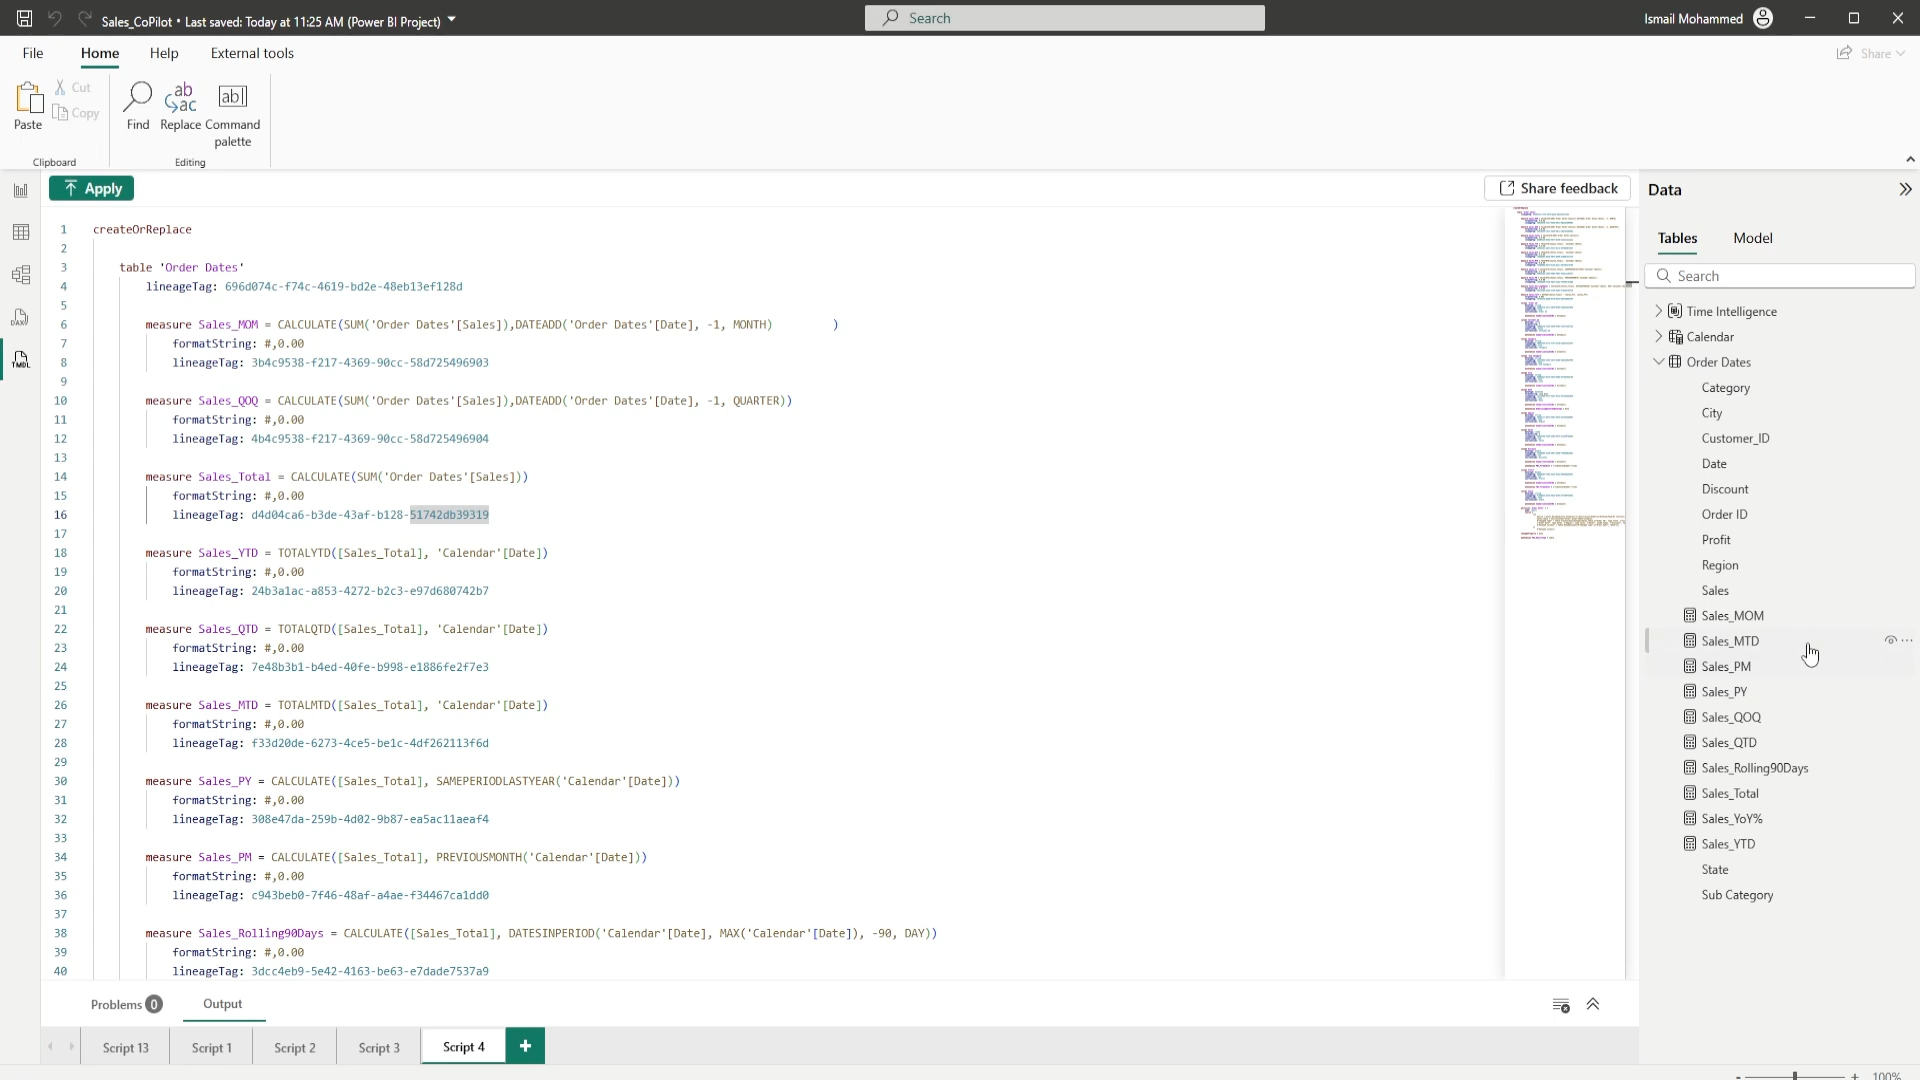 Sales_CoPilot • Last saved: Today at 11:25 AM (Power BI Project)
Search
Ismail Mohammed
File
Home
Help
External tools
Share
Paste
Cut
Copy
Clipboard
Find
Replace
Command palette
Editing
Apply
Share feedback
1 createOrReplace
2
3 table 'Order Dates'
4 lineageTag: 696d074c-f74c-4619-bd2e-48eb13ef128d
5
6 measure Sales_MOM = CALCULATE(SUM('Order Dates'[Sales]),DATEADD('Order Dates'[Date], -1, MONTH) )
7 formatString: #,0.00
8 lineageTag: 3b4c9538-f217-4369-90cc-58d725496903
9
10 measure Sales_QOQ = CALCULATE(SUM('Order Dates'[Sales]),DATEADD('Order Dates'[Date], -1, QUARTER))
11 formatString: #,0.00
12 lineageTag: 4b4c9538-f217-4369-90cc-58d725496904
13
14 measure Sales_Total = CALCULATE(SUM('Order Dates'[Sales]))
15 formatString: #,0.00
16 lineageTag: d4d04ca6-b3de-43af-b128-51742db39319
17
18 measure Sales_YTD = TOTALYTD([Sales_Total], 'Calendar'[Date])
19 formatString: #,0.00
20 lineageTag: 24b3a1ac-a853-4272-b2c3-e97d680742b7
21
22 measure Sales_QTD = TOTALQTD([Sales_Total], 'Calendar'[Date])
23 formatString: #,0.00
24 lineageTag: 7e48b3b1-b4ed-40fe-b998-e1886fe2f7e3
25
26 measure Sales_MTD = TOTALMTD([Sales_Total], 'Calendar'[Date])
27 formatString: #,0.00
28 lineageTag: f33d20de-6273-4ce5-be1c-4df262113f6d
29
30 measure Sales_PY = CALCULATE([Sales_Total], SAMEPERIODLASTYEAR('Calendar'[Date]))
31 formatString: #,0.00
32 lineageTag: 308e47da-259b-4d02-9b87-ea5ac11aeaf4
33
34 measure Sales_PM = CALCULATE([Sales_Total], PREVIOUSMONTH('Calendar'[Date]))
35 formatString: #,0.00
36 lineageTag: c943beb0-7f46-48af-a4ae-f34467ca1dd0
37
38 measure Sales_Rolling90Days = CALCULATE([Sales_Total], DATESINPERIOD('Calendar'[Date], MAX('Calendar'[Date]), -90, DAY))
39 formatString: #,0.00
40 lineageTag: 3dcc4eb9-5e42-4163-be63-e7dade7537a9
Problems 0
Output
Script 13
Script 1
Script 2
Script 3
Script 4
+
DAX
TMDL
Data
Tables
Model
Search
Time Intelligence
Calendar
Order Dates
Category
City
Customer_ID
Date
Discount
Order ID
Profit
Region
Sales
Sales_MOM
Sales_MTD
Sales_PM
Sales_PY
Sales_QOQ
Sales_QTD
Sales_Rolling90Days
Sales_Total
Sales_YoY%
Sales_YTD
State
Sub Category
100%